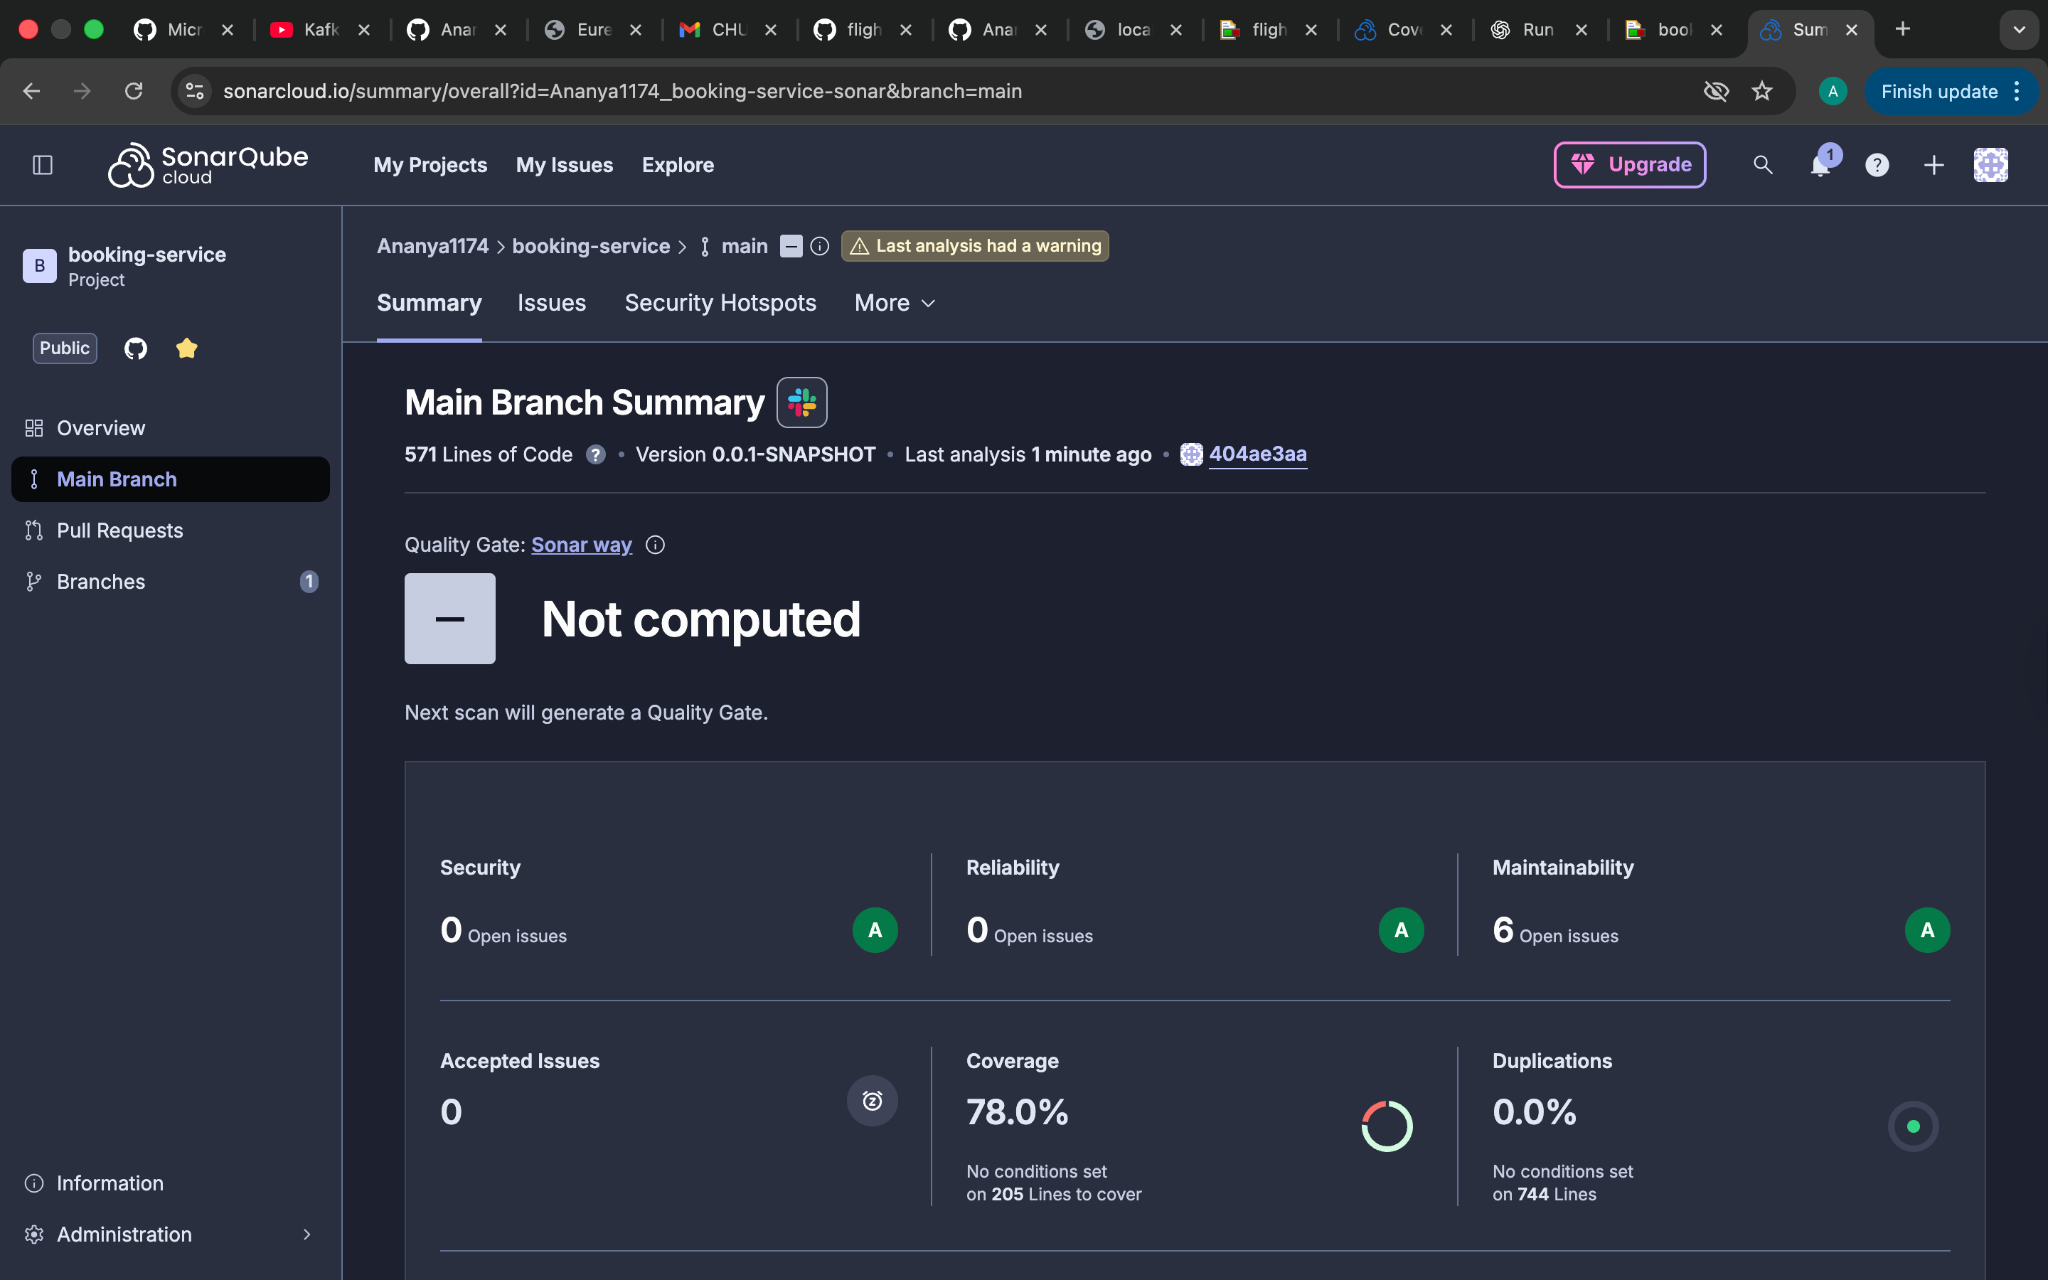 Micr
Kafk
Anar
Eure
CHU
fligh
Anar
loca
fligh
Cove
Run
bool
Sum
sonarcloud.io/summary/overall?id=Ananya1174_booking-service-sonar&branch=main
A
Finish update
SonarQube
cloud
My Projects
My Issues
Explore
Upgrade
1
B
booking-service
Project
Public
Overview
Main Branch
Pull Requests
Branches
1
Information
Administration
Ananya1174 > booking-service > main
Last analysis had a warning
Summary
Issues
Security Hotspots
More
Main Branch Summary
571 Lines of Code ? • Version 0.0.1-SNAPSHOT • Last analysis 1 minute ago • 404ae3aa
Quality Gate: Sonar way
Not computed
Next scan will generate a Quality Gate.
Security
0 Open issues
A
Reliability
0 Open issues
A
Maintainability
6 Open issues
A
Accepted Issues
0
Coverage
78.0%
No conditions set
on 205 Lines to cover
Duplications
0.0%
No conditions set
on 744 Lines